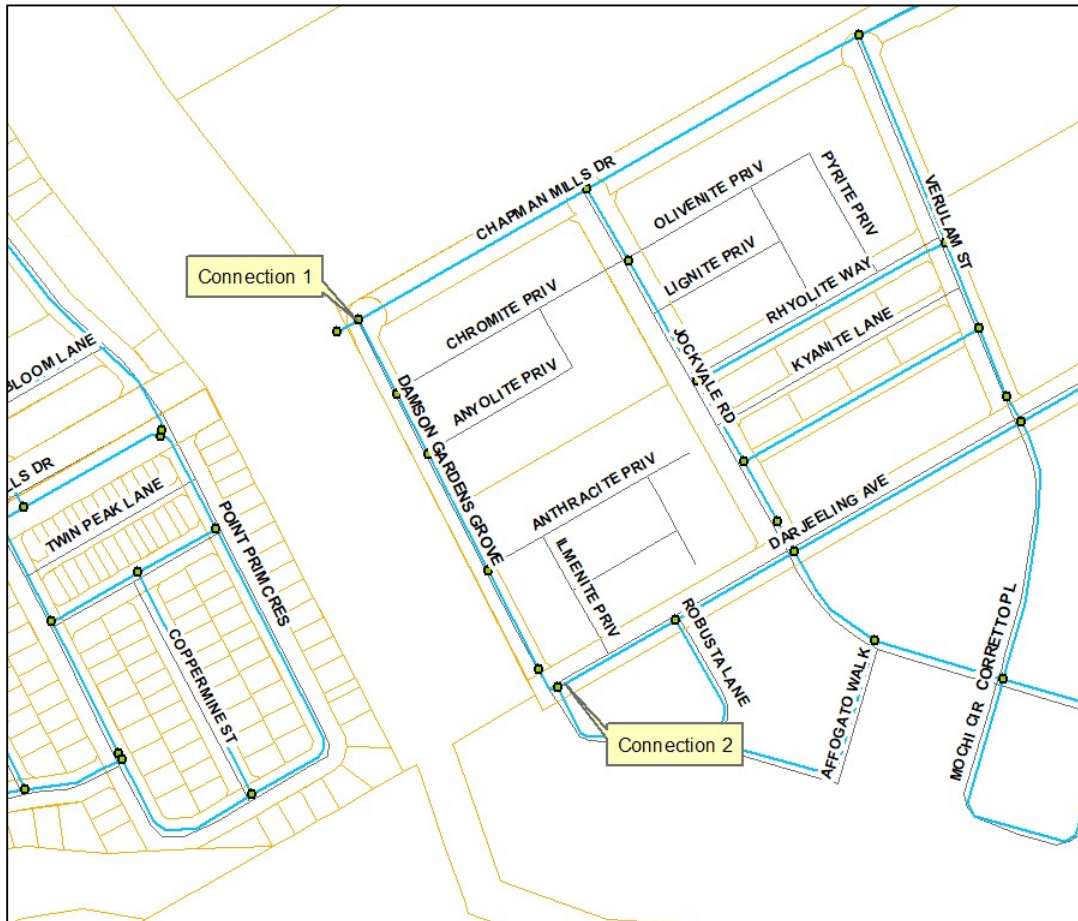 CHAPMAN MILLS DR
OLIVENITE PRIV
PYRITE PRIV
VERULAM ST
Connection 1
LIGNITE PRIV
CHROMITE PRIV
RHYOLITE WAY
BLOOM LANE
KYANITE LANE
ANYOLITE PRIV
JOCKVALE RD
DAMSON GARDENS GROVE
LLS DR
TWIN PEAK LANE
ANTHRACITE PRIV
DARJEELING AVE
POINT PRIM CRES
ILMENITE PRIV
COPPERMINE ST
ROBUSTA LANE
AFFOGATO WALK
MOCHI CIR
CORRETTO PL
Connection 2